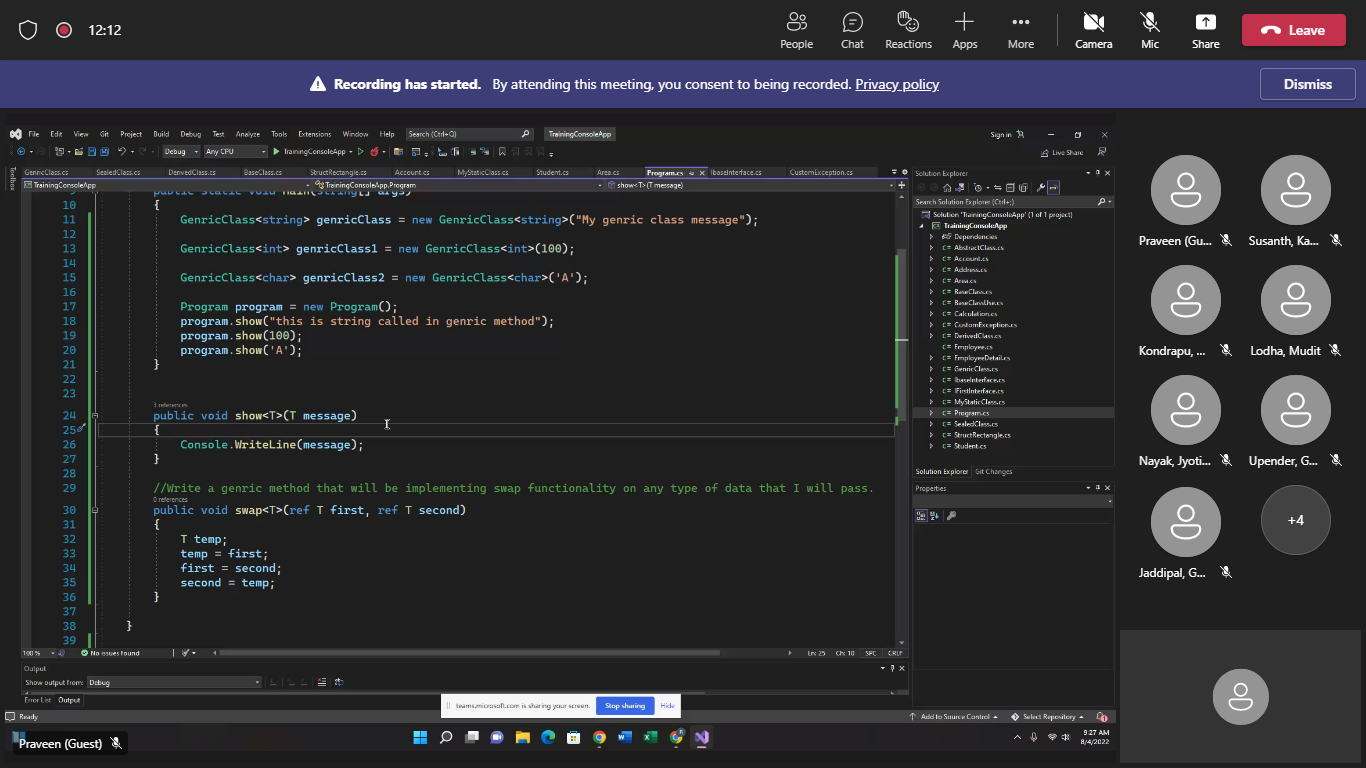 12:12
People
Chat
Reactions
Apps
More
Camera
Mic
Share
Leave
Recording has started. By attending this meeting, you consent to being recorded. Privacy policy
Dismiss
File Edit View Git Project Build Debug Test Analyze Tools Extensions Window Help Search (Ctrl+Q) TrainingConsoleApp
Sign in
Debug Any CPU TrainingConsoleApp
Live Share
GenricClass.cs SealedClass.cs DerivedClass.cs BaseClass.cs StructRectangle.cs Account.cs MyStaticClass.cs Student.cs Area.cs Program.cs IbaseInterface.cs CustomException.cs
Toolbox
TrainingConsoleApp TrainingConsoleApp.Program show<T>(T message)
9 public static void Main(string[] args)
10 {
11 GenricClass<string> genricClass = new GenricClass<string>("My genric class message");
12
13 GenricClass<int> genricClass1 = new GenricClass<int>(100);
14
15 GenricClass<char> genricClass2 = new GenricClass<char>('A');
16
17 Program program = new Program();
18 program.show("this is string called in genric method");
19 program.show(100);
20 program.show('A');
21 }
22
23
3 references
24 public void show<T>(T message)
25 {
26 Console.WriteLine(message);
27 }
28
29 //Write a genric method that will be implementing swap functionality on any type of data that I will pass.
0 references
30 public void swap<T>(ref T first, ref T second)
31 {
32 T temp;
33 temp = first;
34 first = second;
35 second = temp;
36 }
37
38 }
39
100 % No issues found Ln: 25 Ch: 10 SPC CRLF
Output
Show output from: Debug
Error List Output
Ready
Add to Source Control Select Repository
Solution Explorer
Search Solution Explorer (Ctrl+;)
Solution 'TrainingConsoleApp' (1 of 1 project)
TrainingConsoleApp
Dependencies
C# AbstractClass.cs
C# Account.cs
C# Address.cs
C# Area.cs
C# BaseClass.cs
C# BaseClassUse.cs
C# Calculation.cs
C# CustomException.cs
C# DerivedClass.cs
C# Employee.cs
C# EmployeeDetail.cs
C# GenricClass.cs
C# IbaseInterface.cs
C# IFirstInterface.cs
C# MyStaticClass.cs
C# Program.cs
C# SealedClass.cs
C# StructRectangle.cs
C# Student.cs
Solution Explorer Git Changes
Properties
teams.microsoft.com is sharing your screen. Stop sharing Hide
9:27 AM
8/4/2022
Praveen (Guest)
Praveen (Gu...
Susanth, Ka...
Kondrapu, ...
Lodha, Mudit
Nayak, Jyoti...
Upender, G...
Jaddipal, G...
+4